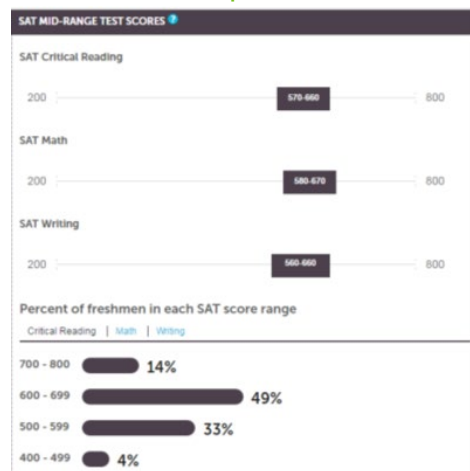 SAT MID-RANGE TEST SCORES ?
SAT Critical Reading
200 570-660 800
SAT Math
200 580-670 800
SAT Writing
200 560-660 800
Percent of freshmen in each SAT score range
Critical Reading | Math | Writing
700 - 800 14%
600 - 699 49%
500 - 599 33%
400 - 499 4%